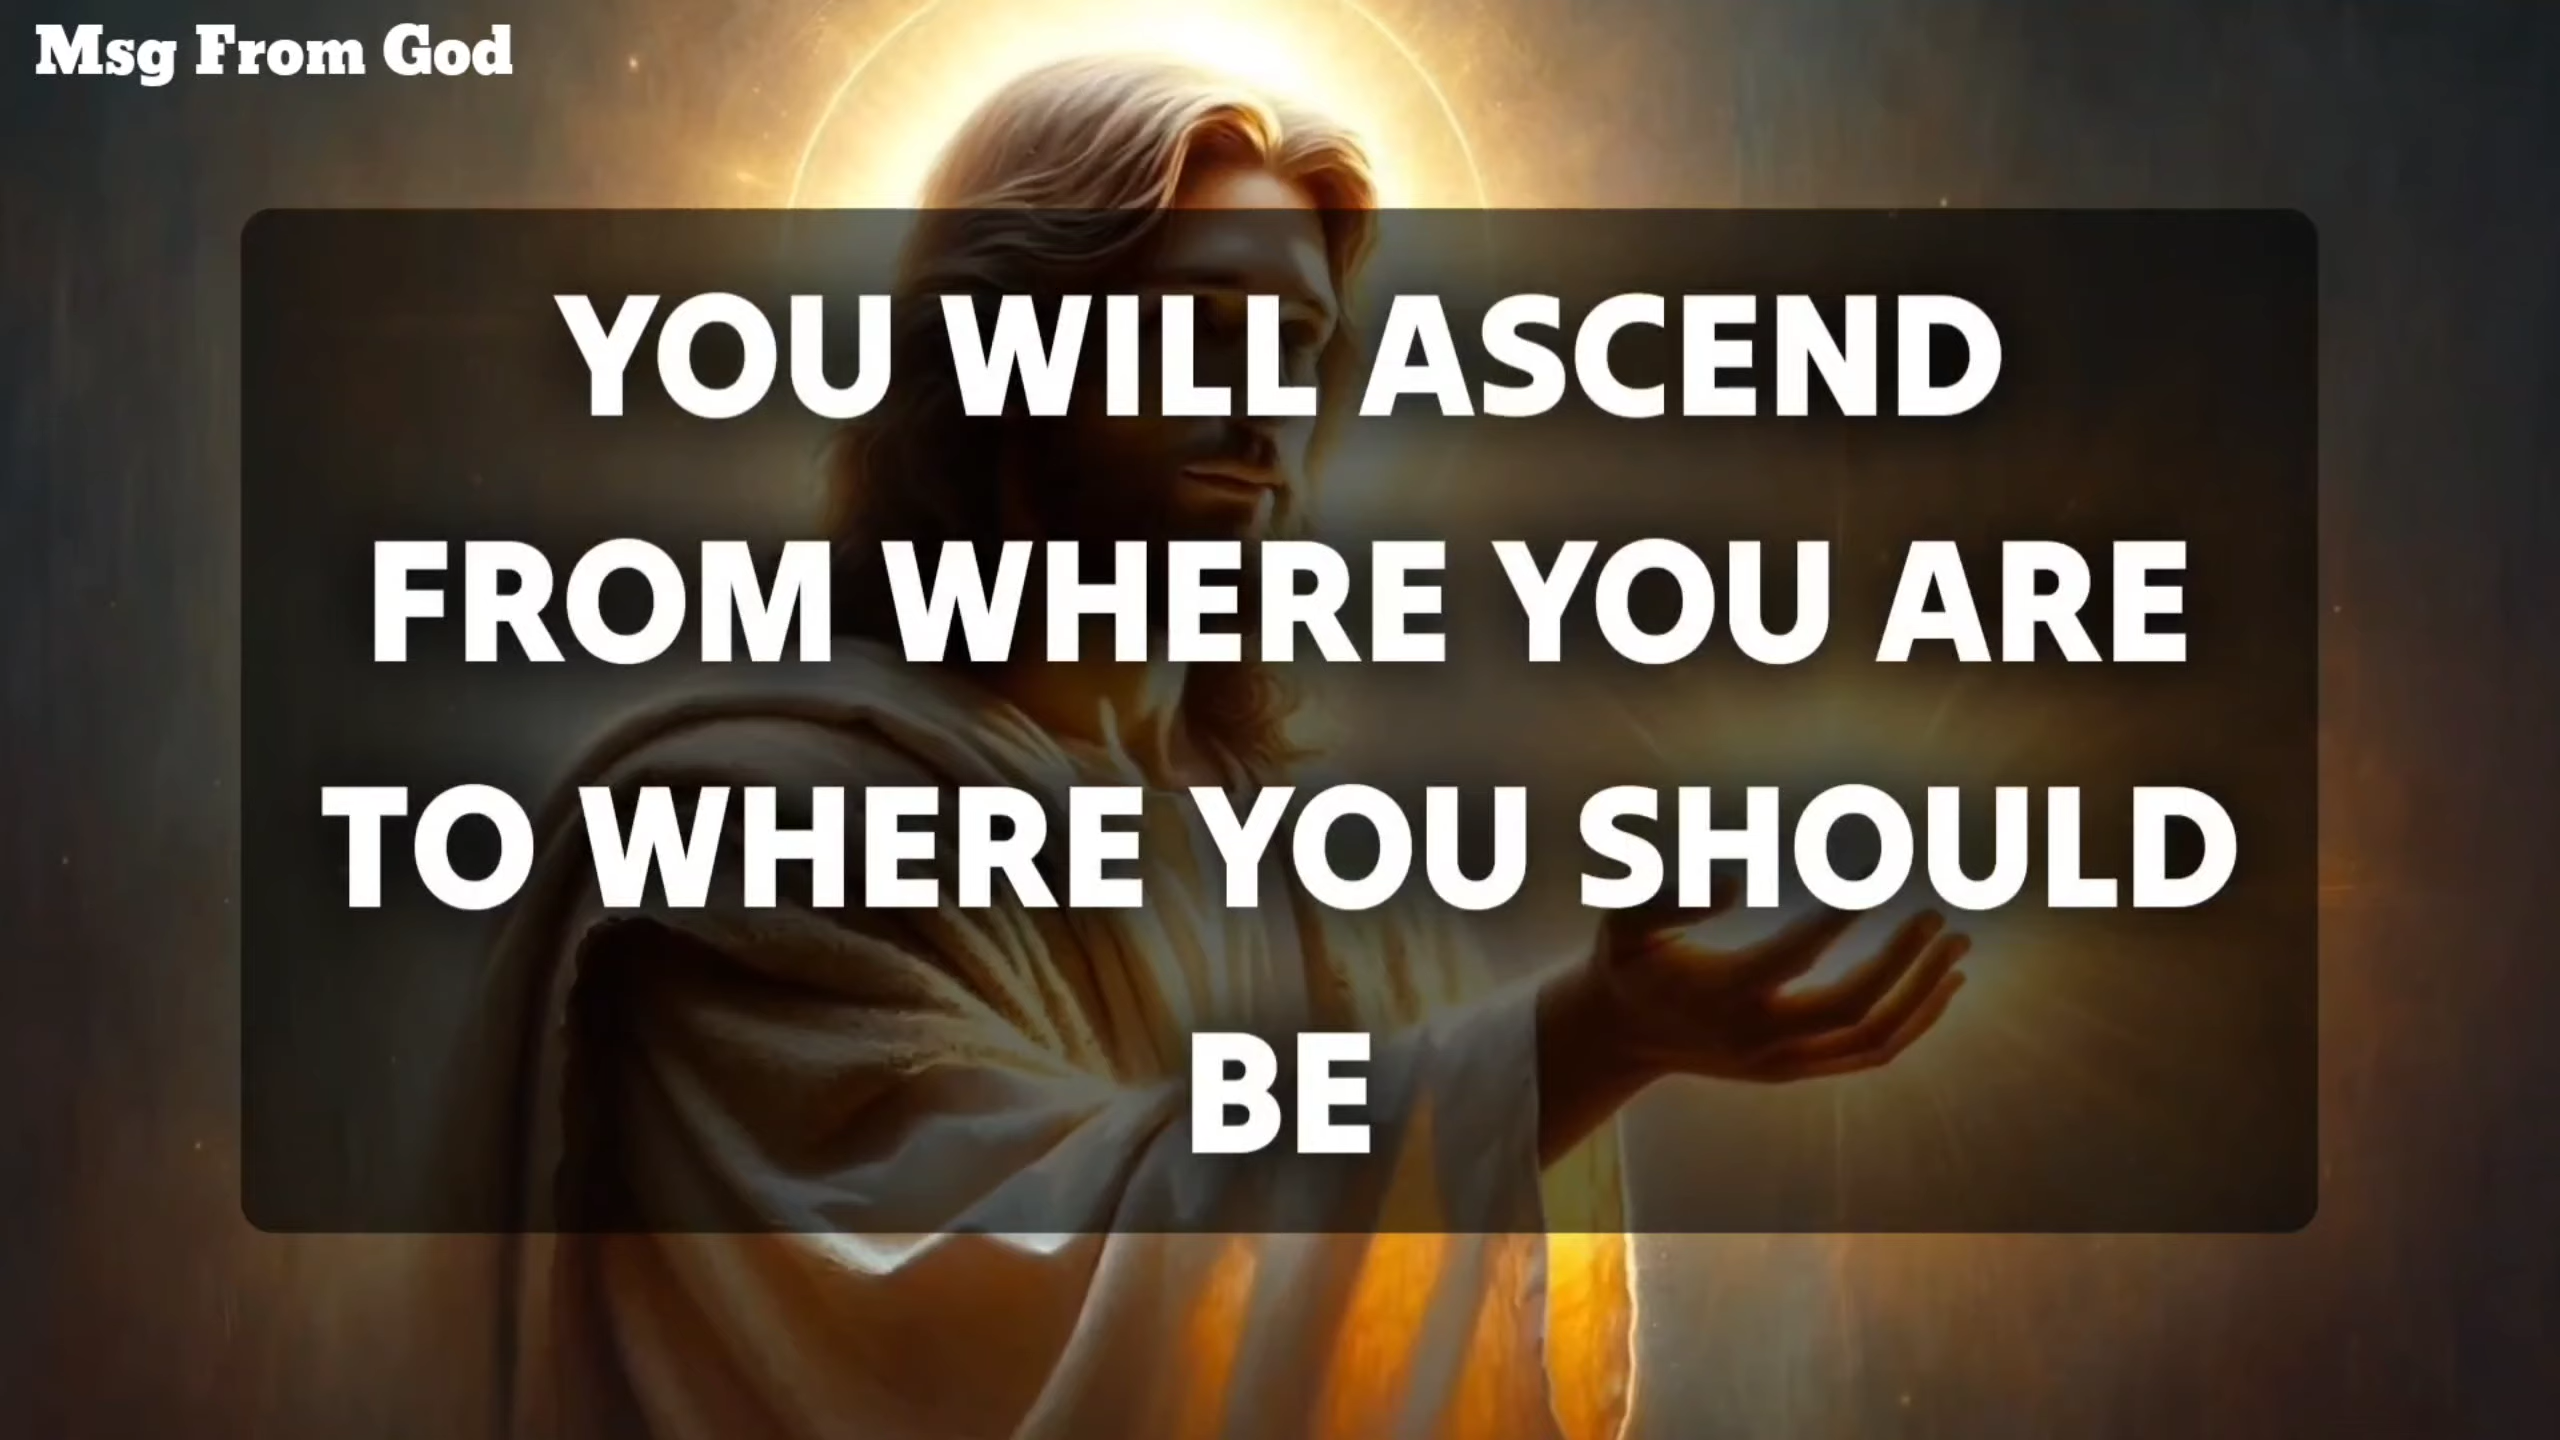 Msg From God
YOU WILL ASCEND
FROM WHERE YOU ARE
TO WHERE YOU SHOULD
BE